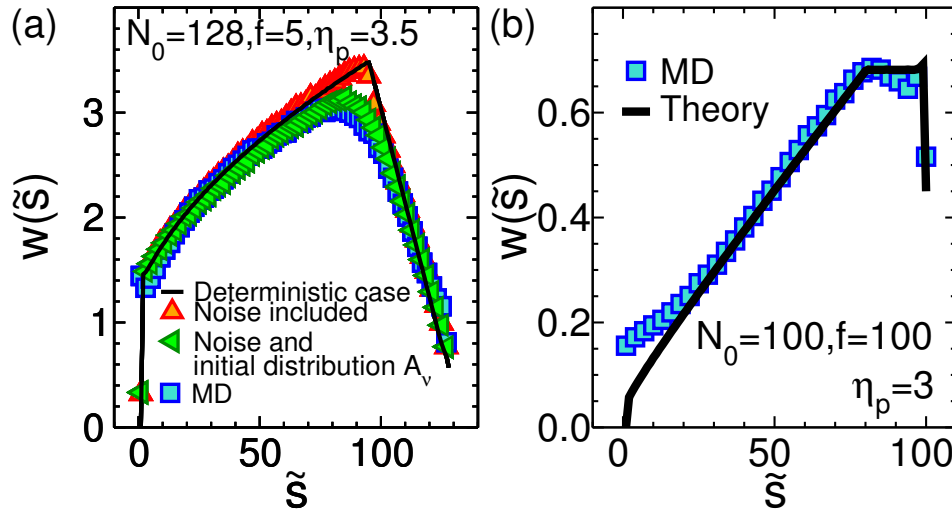 (a)
N₀=128,f=5,ηₚ=3.5
w(s̃)
4
3
2
1
0
Deterministic case
Noise included
Noise and
initial distribution Aᵥ
MD
0 50 100
s̃
(b)
MD
Theory
w(s̃)
0.6
0.4
0.2
0.0
N₀=100,f=100
ηₚ=3
0 50 100
s̃